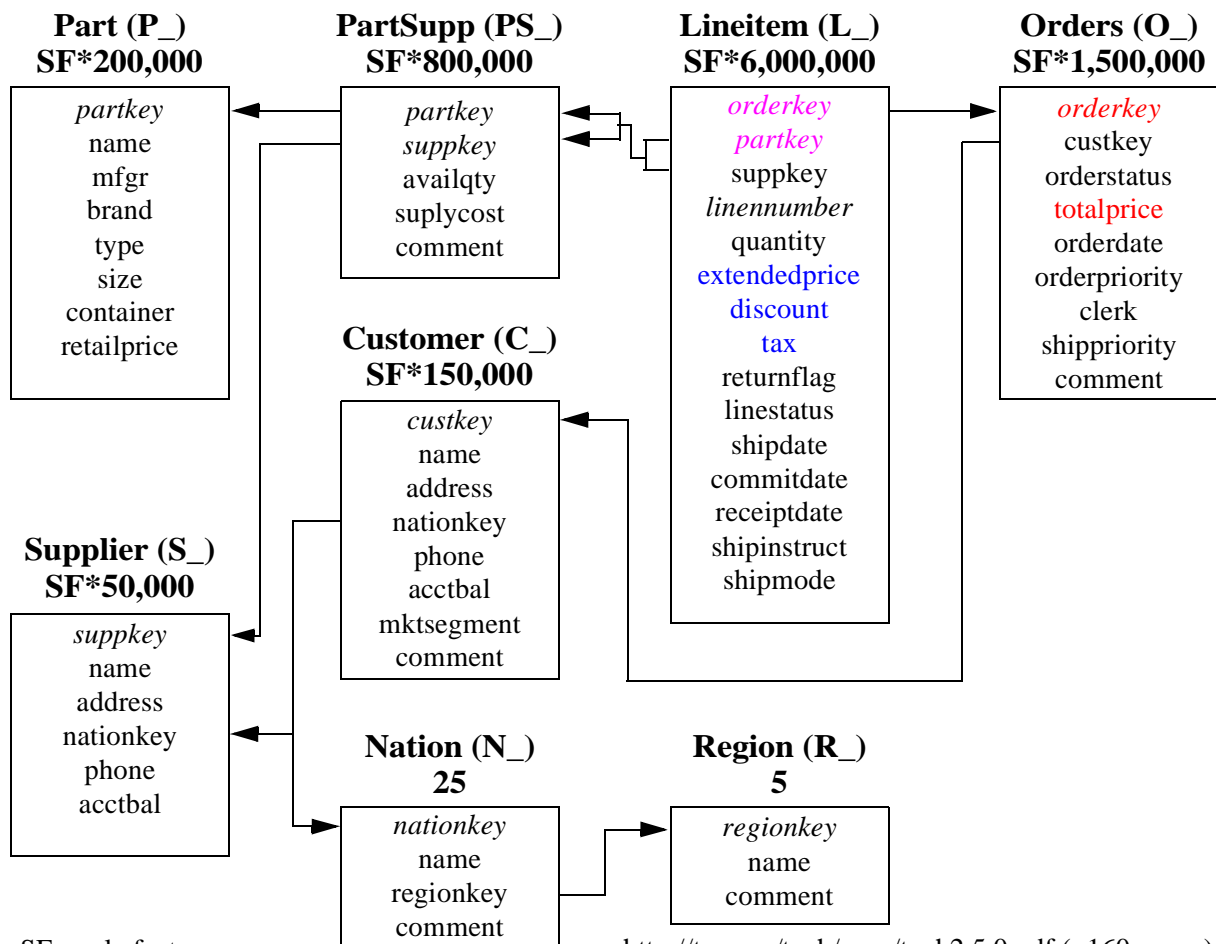 Part (P_)
SF*200,000
partkey
name
mfgr
brand
type
size
container
retailprice
PartSupp (PS_)
SF*800,000
partkey
suppkey
availqty
suplycost
comment
Lineitem (L_)
SF*6,000,000
orderkey
partkey
suppkey
linennumber
quantity
extendedprice
discount
tax
returnflag
linestatus
shipdate
commitdate
receiptdate
shipinstruct
shipmode
Orders (O_)
SF*1,500,000
orderkey
custkey
orderstatus
totalprice
orderdate
orderpriority
clerk
shippriority
comment
Customer (C_)
SF*150,000
custkey
name
address
nationkey
phone
acctbal
mktsegment
comment
Supplier (S_)
SF*50,000
suppkey
name
address
nationkey
phone
acctbal
Nation (N_)
25
nationkey
name
regionkey
comment
Region (R_)
5
regionkey
name
comment